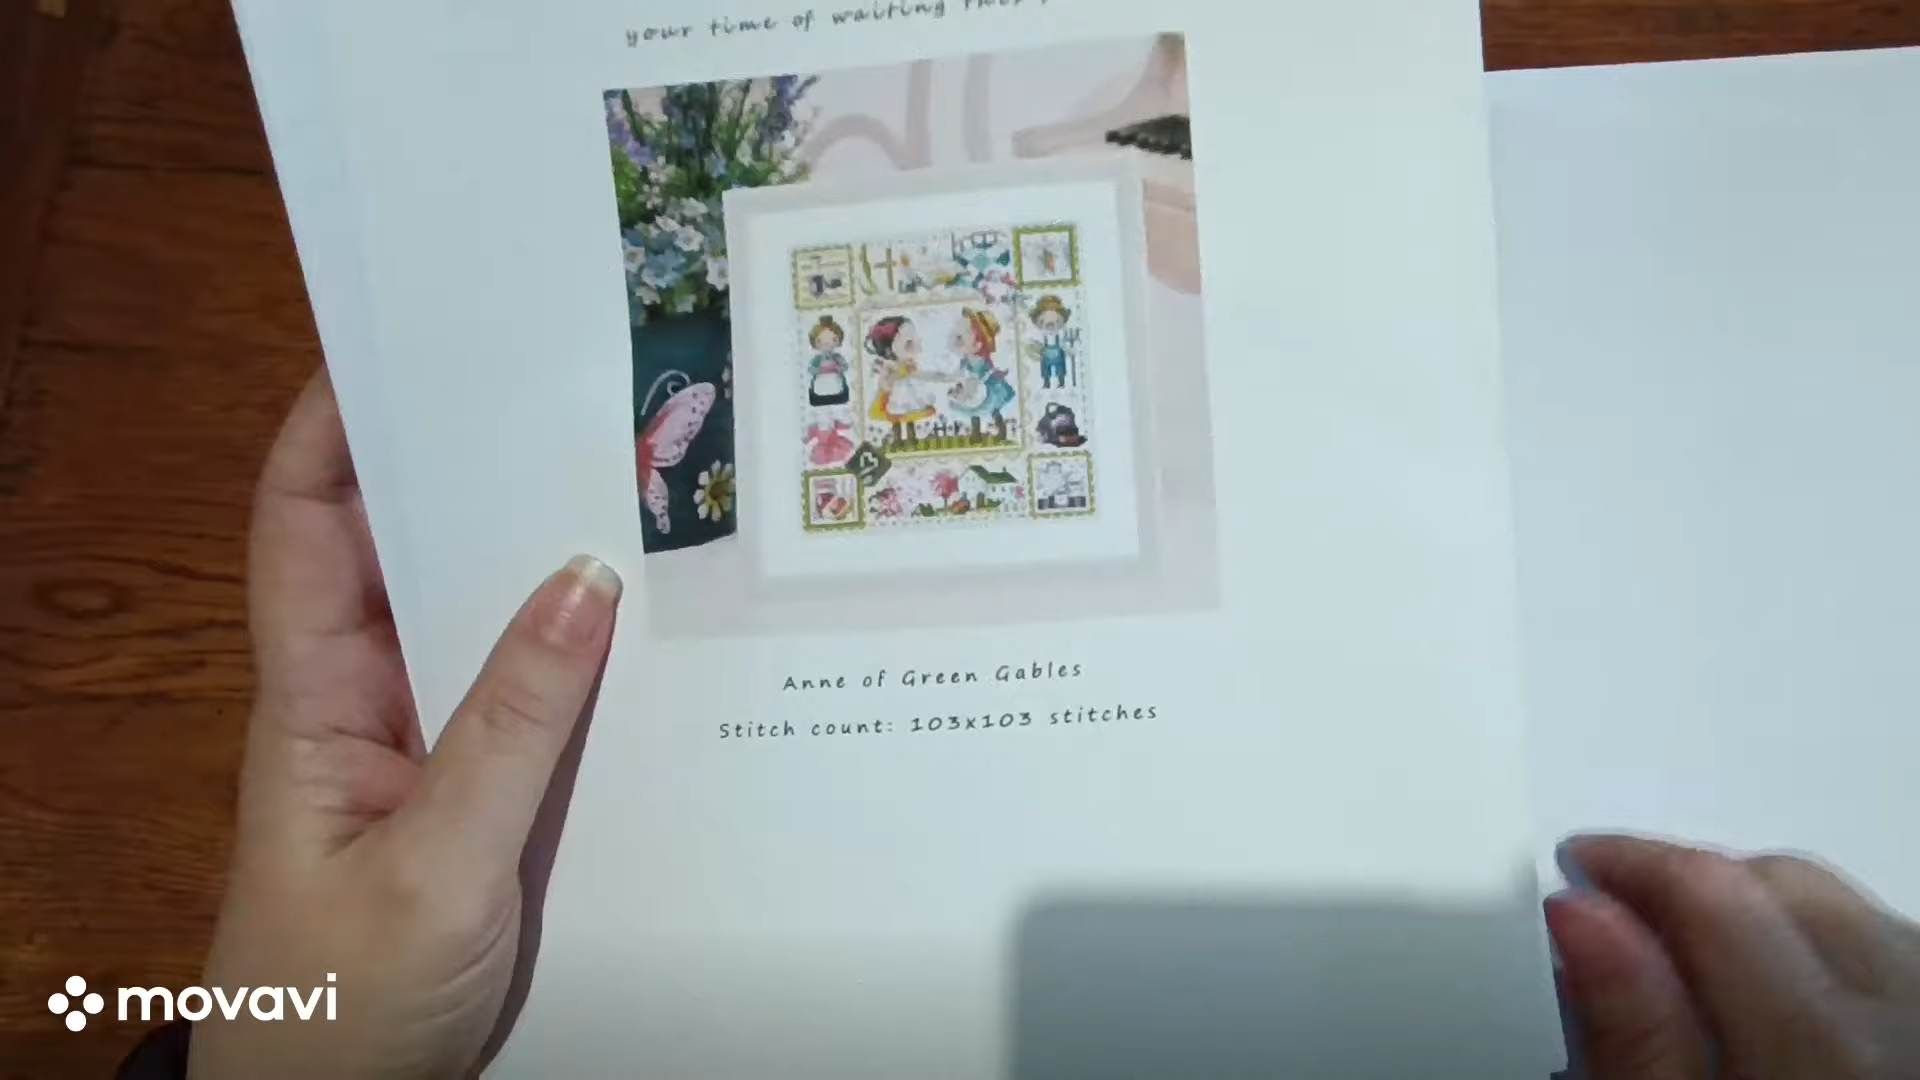 your time of waiting
Anne of Green Gables
Stitch count: 103x103 stitches
movavi